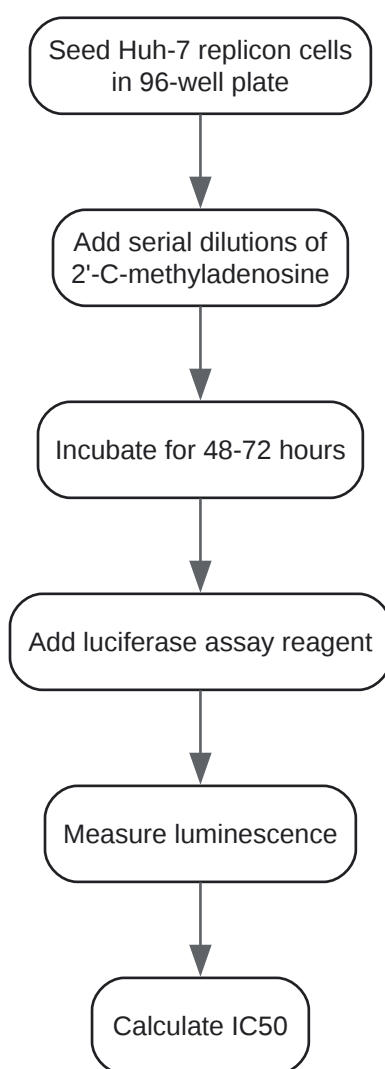 Seed Huh-7 replicon cells
in 96-well plate
Add serial dilutions of
2'-C-methyladenosine
Incubate for 48-72 hours
Add luciferase assay reagent
Measure luminescence
Calculate IC50